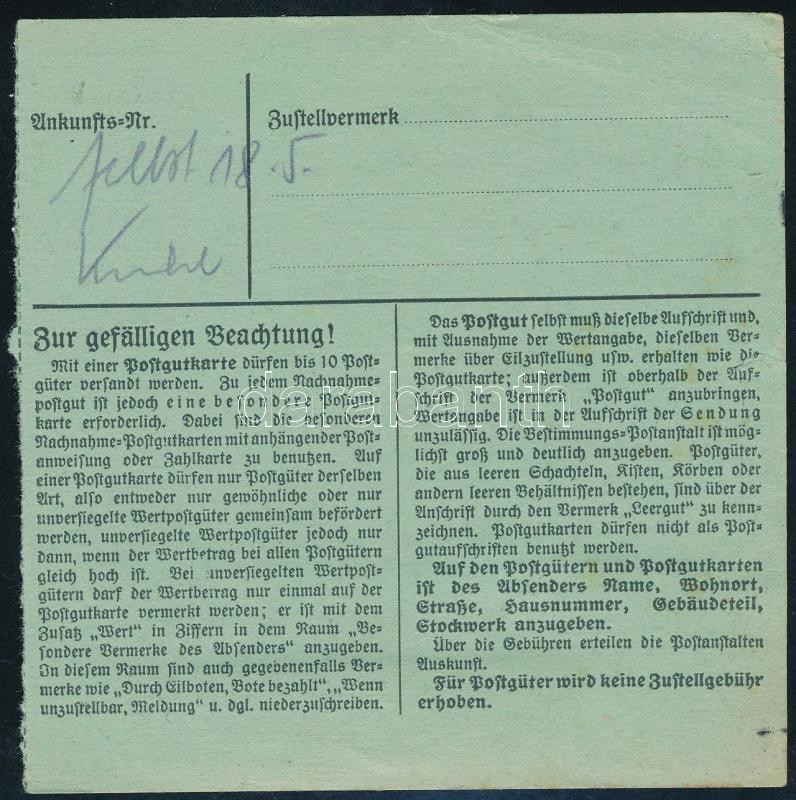 Ankunfts=Nr.
Zustellvermerk
selbst 18.5.
Zur gefälligen Beachtung!
Mit einer Postgutkarte dürfen bis 10 Post-
güter versandt werden. Zu jedem Nachnahme-
postgut ist jedoch eine besondere Postgut-
karte erforderlich. Dabei sind die besonderen
Nachnahme-Postgutkarten mit anhängender Post-
anweisung oder Zahlkarte zu benutzen. Auf
einer Postgutkarte dürfen nur Postgüter derselben
Art, also entweder nur gewöhnliche oder nur
unversiegelte Wertpostgüter gemeinsam befördert
werden, unversiegelte Wertpostgüter jedoch nur
dann, wenn der Wertbetrag bei allen Postgütern
gleich hoch ist. Bei unversiegelten Wertpost-
gütern darf der Wertbetrag nur einmal auf der
Postgutkarte vermerkt werden; er ist mit dem
Zusatz „Wert“ in Ziffern in dem Raum „Be-
sondere Vermerke des Absenders“ anzugeben.
In diesem Raum sind auch gegebenenfalls Ver-
merke wie „Durch Eilboten, Bote bezahlt“, „Wenn
unzustellbar, Meldung“ u. dgl. niederzuschreiben.
Das Postgut selbst muß dieselbe Aufschrift und,
mit Ausnahme der Wertangabe, dieselben Ver-
merke über Eilzustellung usw. erhalten wie die
Postgutkarte; außerdem ist oberhalb der Auf-
schrift der Vermerk „Postgut“ anzubringen,
Wertangabe ist in der Aufschrift der Sendung
unzulässig. Die Bestimmungs-Postanstalt ist mög-
lichst groß und deutlich anzugeben. Postgüter,
die aus leeren Schachteln, Kisten, Körben oder
andern leeren Behältnissen bestehen, sind über der
Anschrift durch den Vermerk „Leergut“ zu kenn-
zeichnen. Postgutkarten dürfen nicht als Post-
gutaufschriften benutzt werden.
Auf den Postgütern und Postgutkarten
ist des Absenders Name, Wohnort,
Straße, Hausnummer, Gebäudeteil,
Stockwerk anzugeben.
Über die Gebühren erteilen die Postanstalten
Auskunft.
Für Postgüter wird keine Zustellgebühr
erhoben.
darabanth